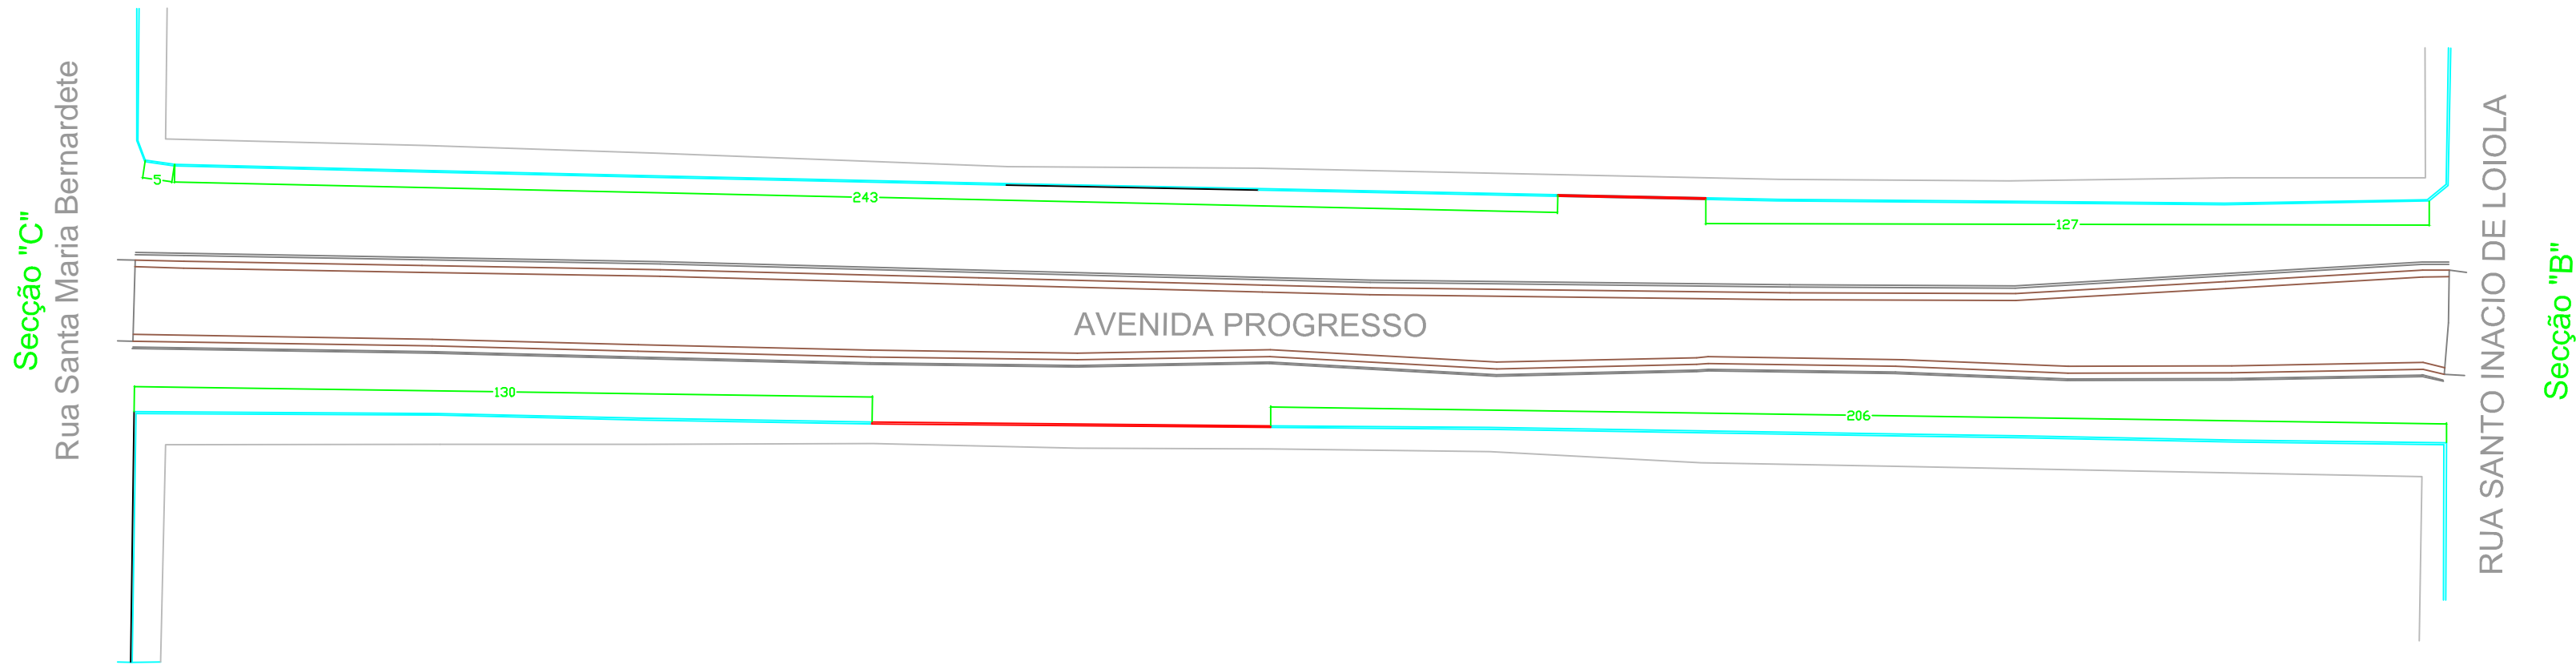 Secção "C"
Rua Santa Maria Bernardete
5
243
127
AVENIDA PROGRESSO
130
206
RUA SANTO INACIO DE LOIOLA
Secção "B"